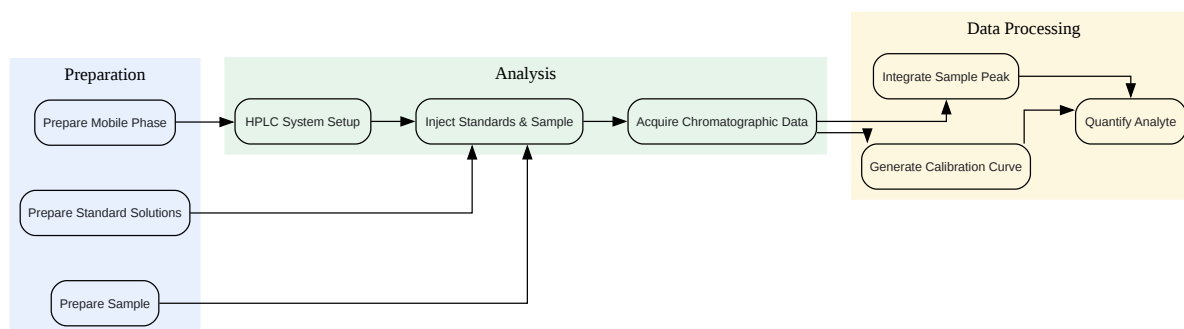 Preparation
Prepare Mobile Phase
Prepare Standard Solutions
Prepare Sample
Analysis
HPLC System Setup
Inject Standards & Sample
Acquire Chromatographic Data
Data Processing
Integrate Sample Peak
Generate Calibration Curve
Quantify Analyte